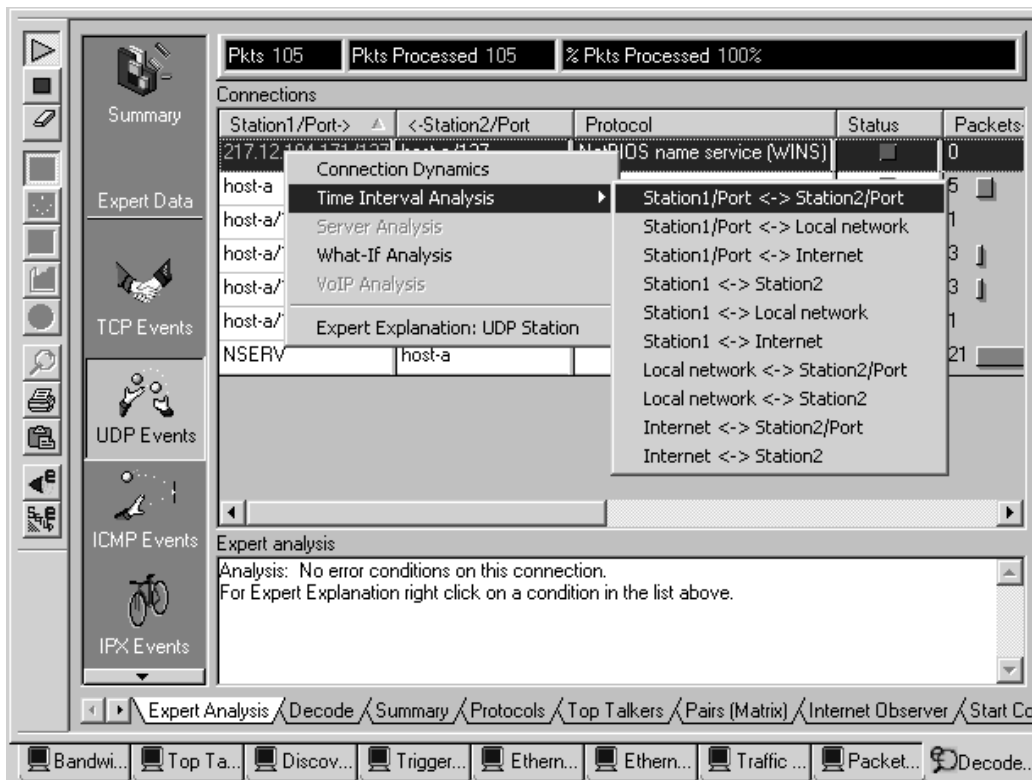 Pkts 105 Pkts Processed 105 % Pkts Processed 100%
Summary
Expert Data
TCP Events
UDP Events
ICMP Events
IPX Events
Connections
Station1/Port-> <-Station2/Port Protocol Status Packets-
NetBIOS name service (WINS) 0
host-a 5
host-a/ 1
host-a/ 3
host-a/ 3
host-a/ 1
NSERV host-a 21
Connection Dynamics
Time Interval Analysis
Server Analysis
What-If Analysis
VoIP Analysis
Expert Explanation: UDP Station
Station1/Port <-> Station2/Port
Station1/Port <-> Local network
Station1/Port <-> Internet
Station1 <-> Station2
Station1 <-> Local network
Station1 <-> Internet
Local network <-> Station2/Port
Local network <-> Station2
Internet <-> Station2/Port
Internet <-> Station2
Expert analysis
Analysis: No error conditions on this connection.
For Expert Explanation right click on a condition in the list above.
Expert Analysis Decode Summary Protocols Top Talkers Pairs (Matrix) Internet Observer Start Co
Bandwi... Top Ta... Discov... Trigger... Ethern... Ethern... Traffic ... Packet... Decode...